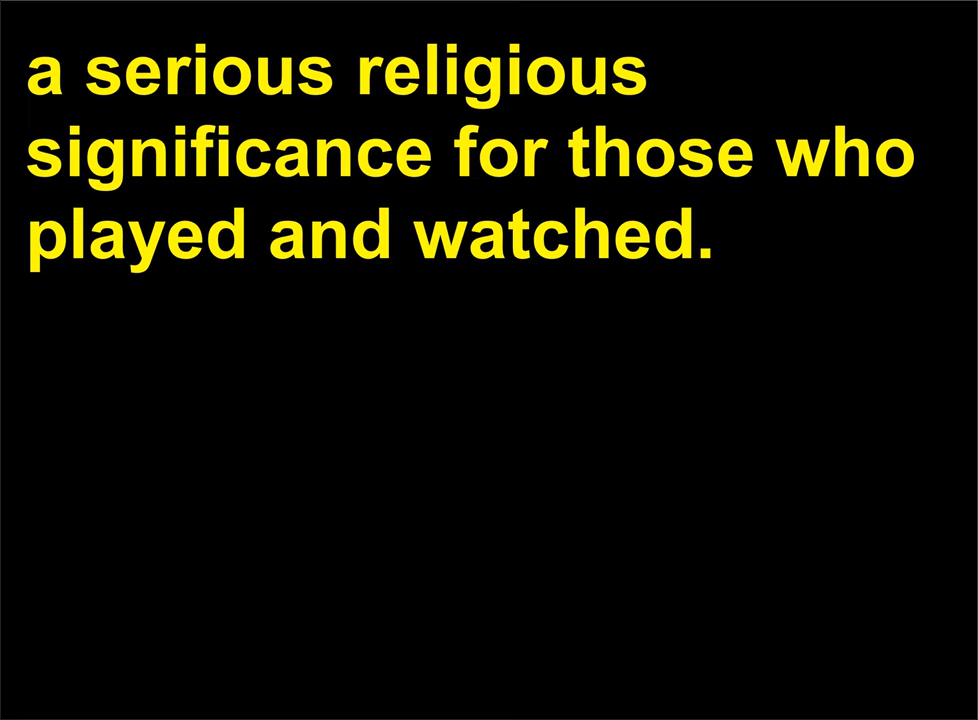 a serious religious
significance for those who
played and watched.